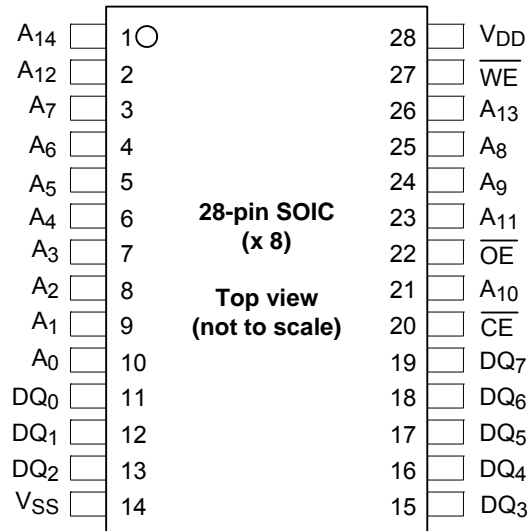 A14 1 28 VDD
A12 2 27 W̅E̅
A7 3 26 A13
A6 4 25 A8
A5 5 24 A9
A4 6 23 A11
28-pin SOIC
(x 8)
A3 7 22 O̅E̅
A2 8 21 A10
Top view
(not to scale)
A1 9 20 C̅E̅
A0 10 19 DQ7
DQ0 11 18 DQ6
DQ1 12 17 DQ5
DQ2 13 16 DQ4
VSS 14 15 DQ3